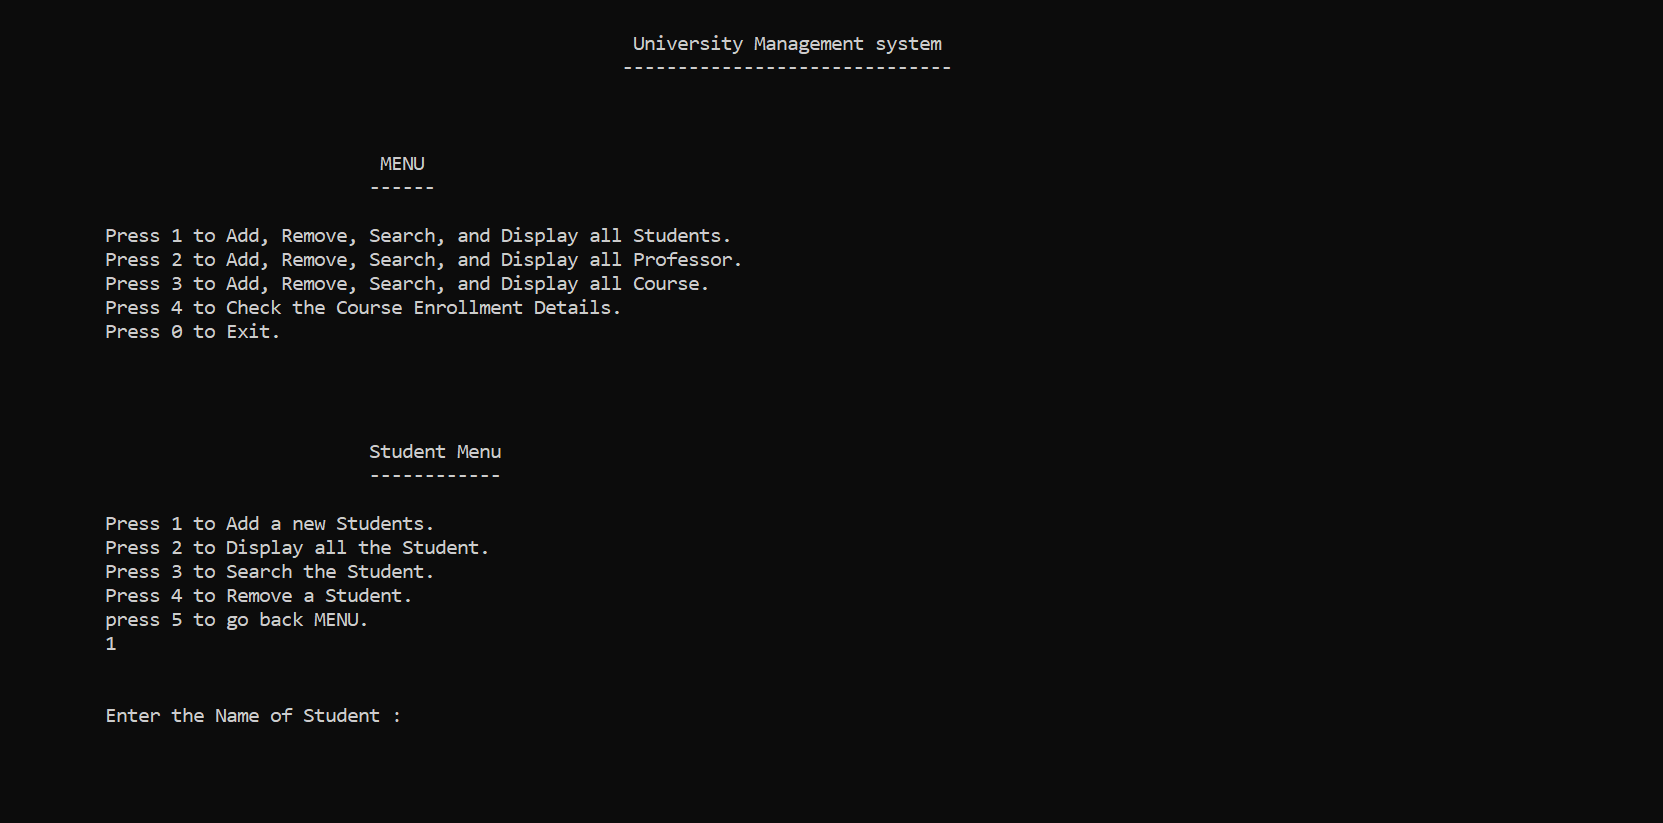 University Management system
------------------------------
MENU
------
Press 1 to Add, Remove, Search, and Display all Students.
Press 2 to Add, Remove, Search, and Display all Professor.
Press 3 to Add, Remove, Search, and Display all Course.
Press 4 to Check the Course Enrollment Details.
Press 0 to Exit.
Student Menu
------------
Press 1 to Add a new Students.
Press 2 to Display all the Student.
Press 3 to Search the Student.
Press 4 to Remove a Student.
press 5 to go back MENU.
1
Enter the Name of Student :